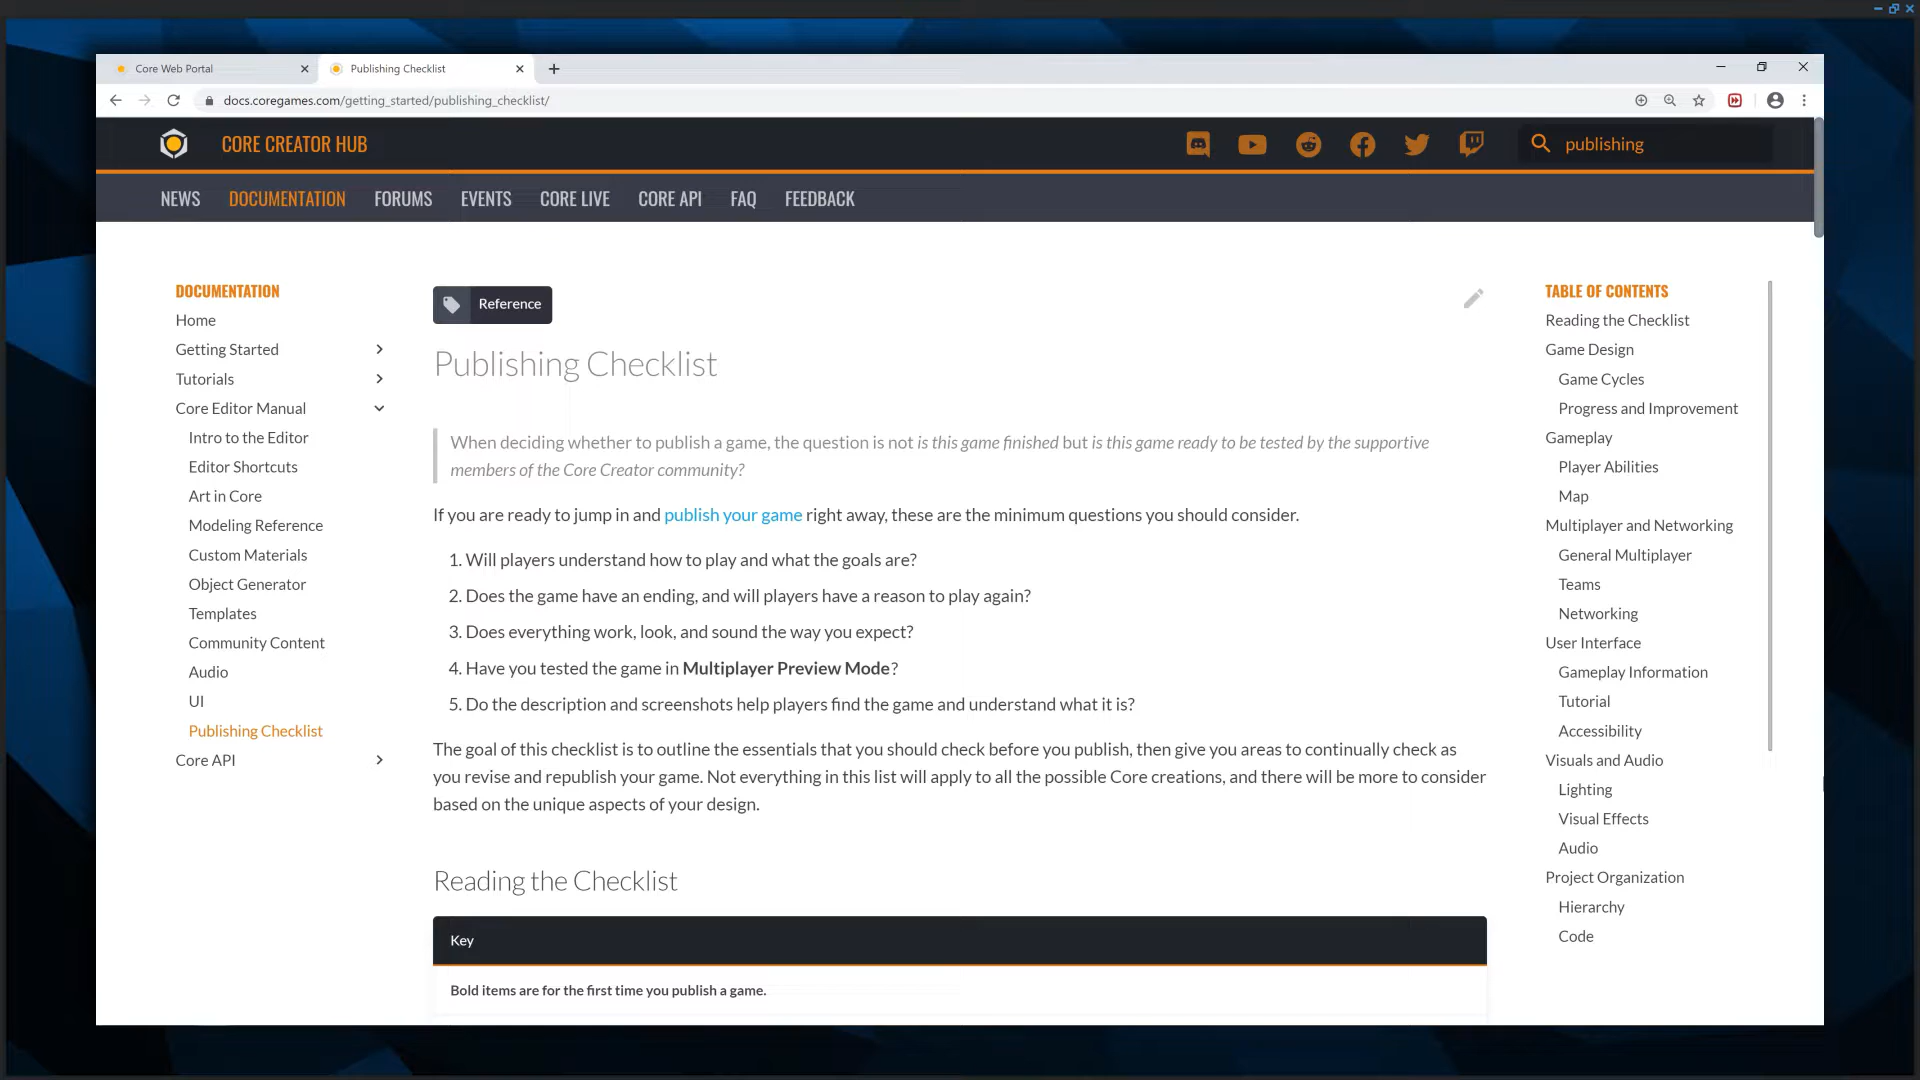 Core Web Portal
Publishing Checklist
docs.coregames.com/getting_started/publishing_checklist/
CORE CREATOR HUB
publishing
NEWS DOCUMENTATION FORUMS EVENTS CORE LIVE CORE API FAQ FEEDBACK
DOCUMENTATION
Home
Getting Started
Tutorials
Core Editor Manual
Intro to the Editor
Editor Shortcuts
Art in Core
Modeling Reference
Custom Materials
Object Generator
Templates
Community Content
Audio
UI
Publishing Checklist
Core API
Reference
Publishing Checklist
When deciding whether to publish a game, the question is not is this game finished but is this game ready to be tested by the supportive
members of the Core Creator community?
If you are ready to jump in and publish your game right away, these are the minimum questions you should consider.
1. Will players understand how to play and what the goals are?
2. Does the game have an ending, and will players have a reason to play again?
3. Does everything work, look, and sound the way you expect?
4. Have you tested the game in Multiplayer Preview Mode?
5. Do the description and screenshots help players find the game and understand what it is?
The goal of this checklist is to outline the essentials that you should check before you publish, then give you areas to continually check as
you revise and republish your game. Not everything in this list will apply to all the possible Core creations, and there will be more to consider
based on the unique aspects of your design.
Reading the Checklist
Key
Bold items are for the first time you publish a game.
TABLE OF CONTENTS
Reading the Checklist
Game Design
Game Cycles
Progress and Improvement
Gameplay
Player Abilities
Map
Multiplayer and Networking
General Multiplayer
Teams
Networking
User Interface
Gameplay Information
Tutorial
Accessibility
Visuals and Audio
Lighting
Visual Effects
Audio
Project Organization
Hierarchy
Code